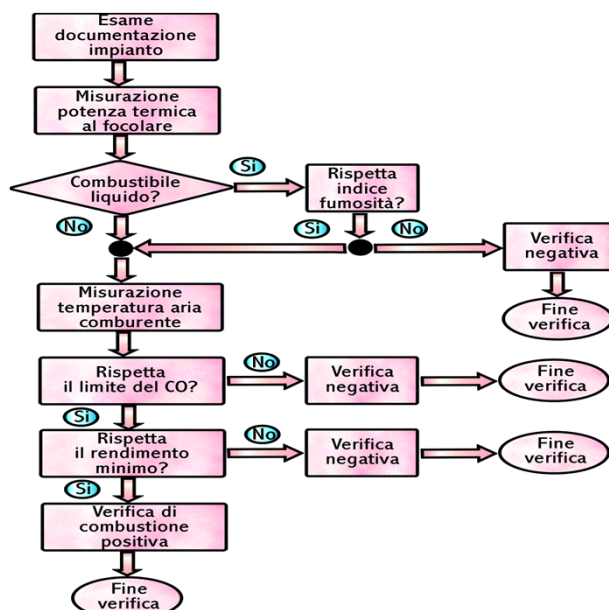 Esame
documentazione
impianto
Misurazione
potenza termica
al focolare
Combustibile
liquido?
Si
Rispetta
indice
fumosità?
No
Si
No
Verifica
negativa
Fine
verifica
Misurazione
temperatura aria
comburente
Rispetta
il limite del CO?
No
Verifica
negativa
Fine
verifica
Si
Rispetta
il rendimento
minimo?
No
Verifica
negativa
Fine
verifica
Si
Verifica di
combustione
positiva
Fine
verifica